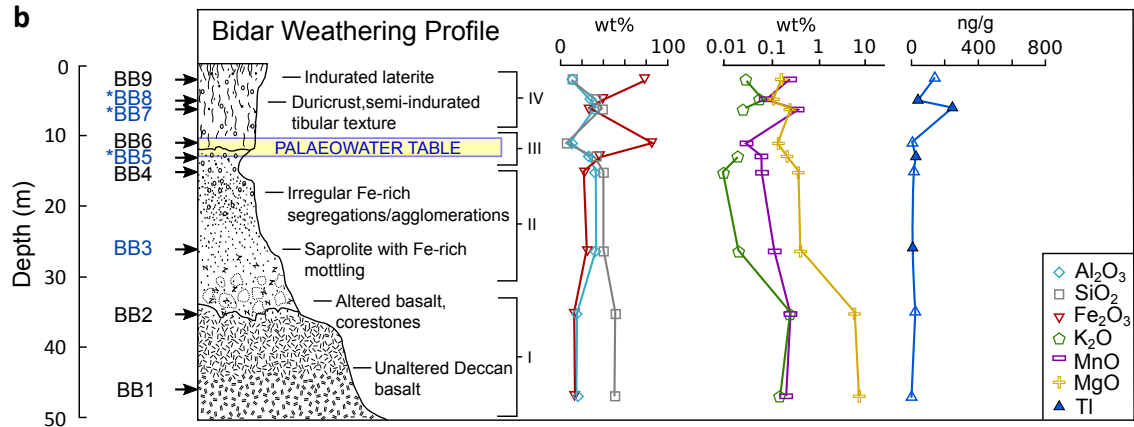 b
Bidar Weathering Profile
wt%
wt%
ng/g
0
100
0.01
0.1
1
10
0
400
800
Depth (m)
0
10
20
30
40
50
BB9
*BB8
*BB7
BB6
*BB5
BB4
BB3
BB2
BB1
Indurated laterite
Duricrust,semi-indurated
tibular texture
PALAEOWATER TABLE
Irregular Fe-rich
segregations/agglomerations
Saprolite with Fe-rich
mottling
Altered basalt,
corestones
Unaltered Deccan
basalt
IV
III
II
I
Al₂O₃
SiO₂
Fe₂O₃
K₂O
MnO
MgO
Tl